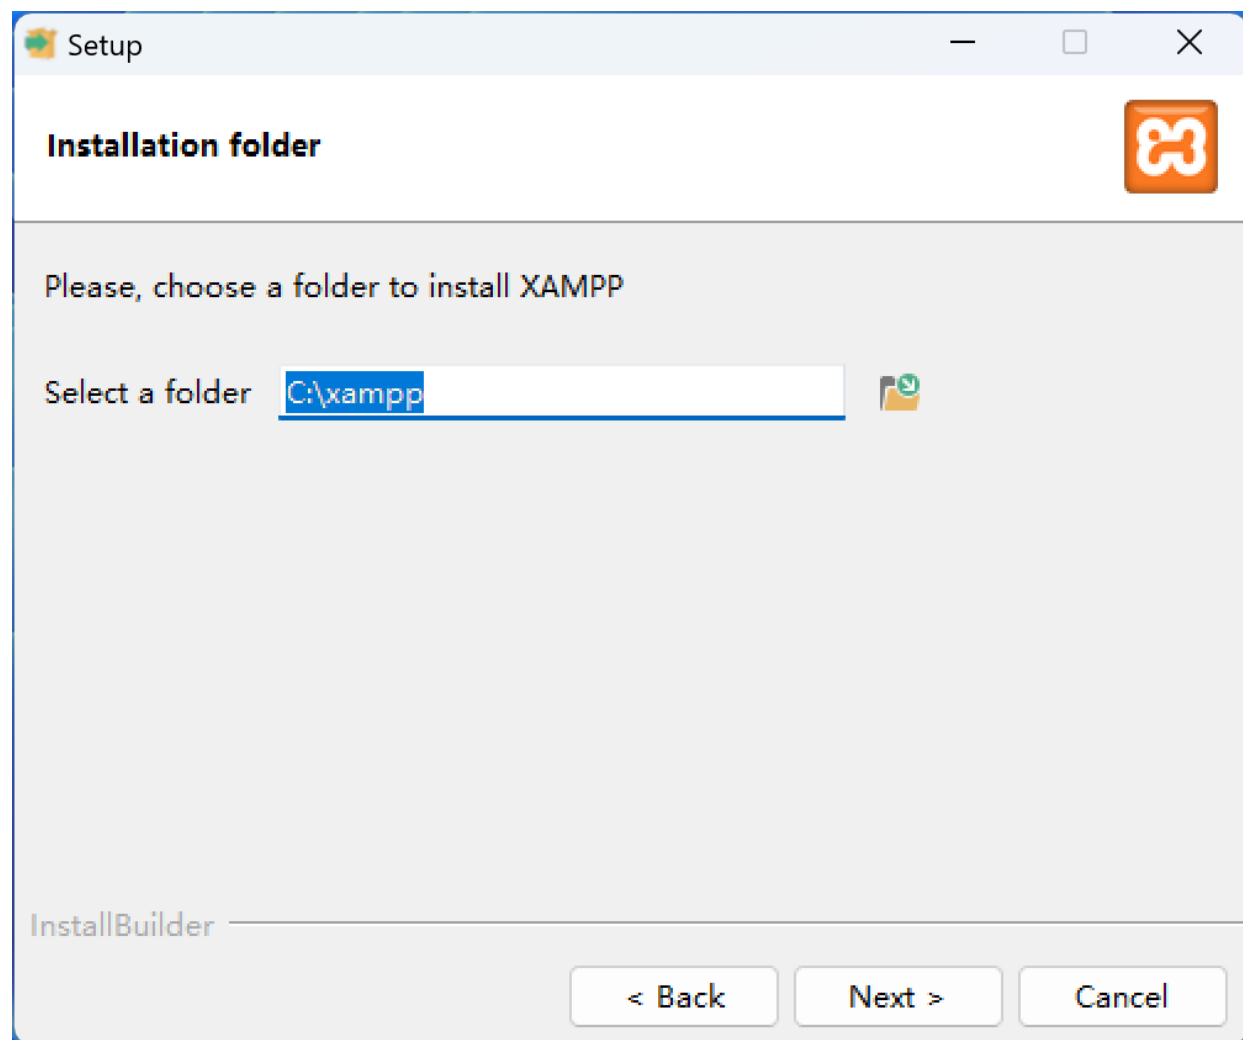 Setup
Installation folder
Please, choose a folder to install XAMPP
Select a folder C:\xampp
InstallBuilder
< Back Next > Cancel